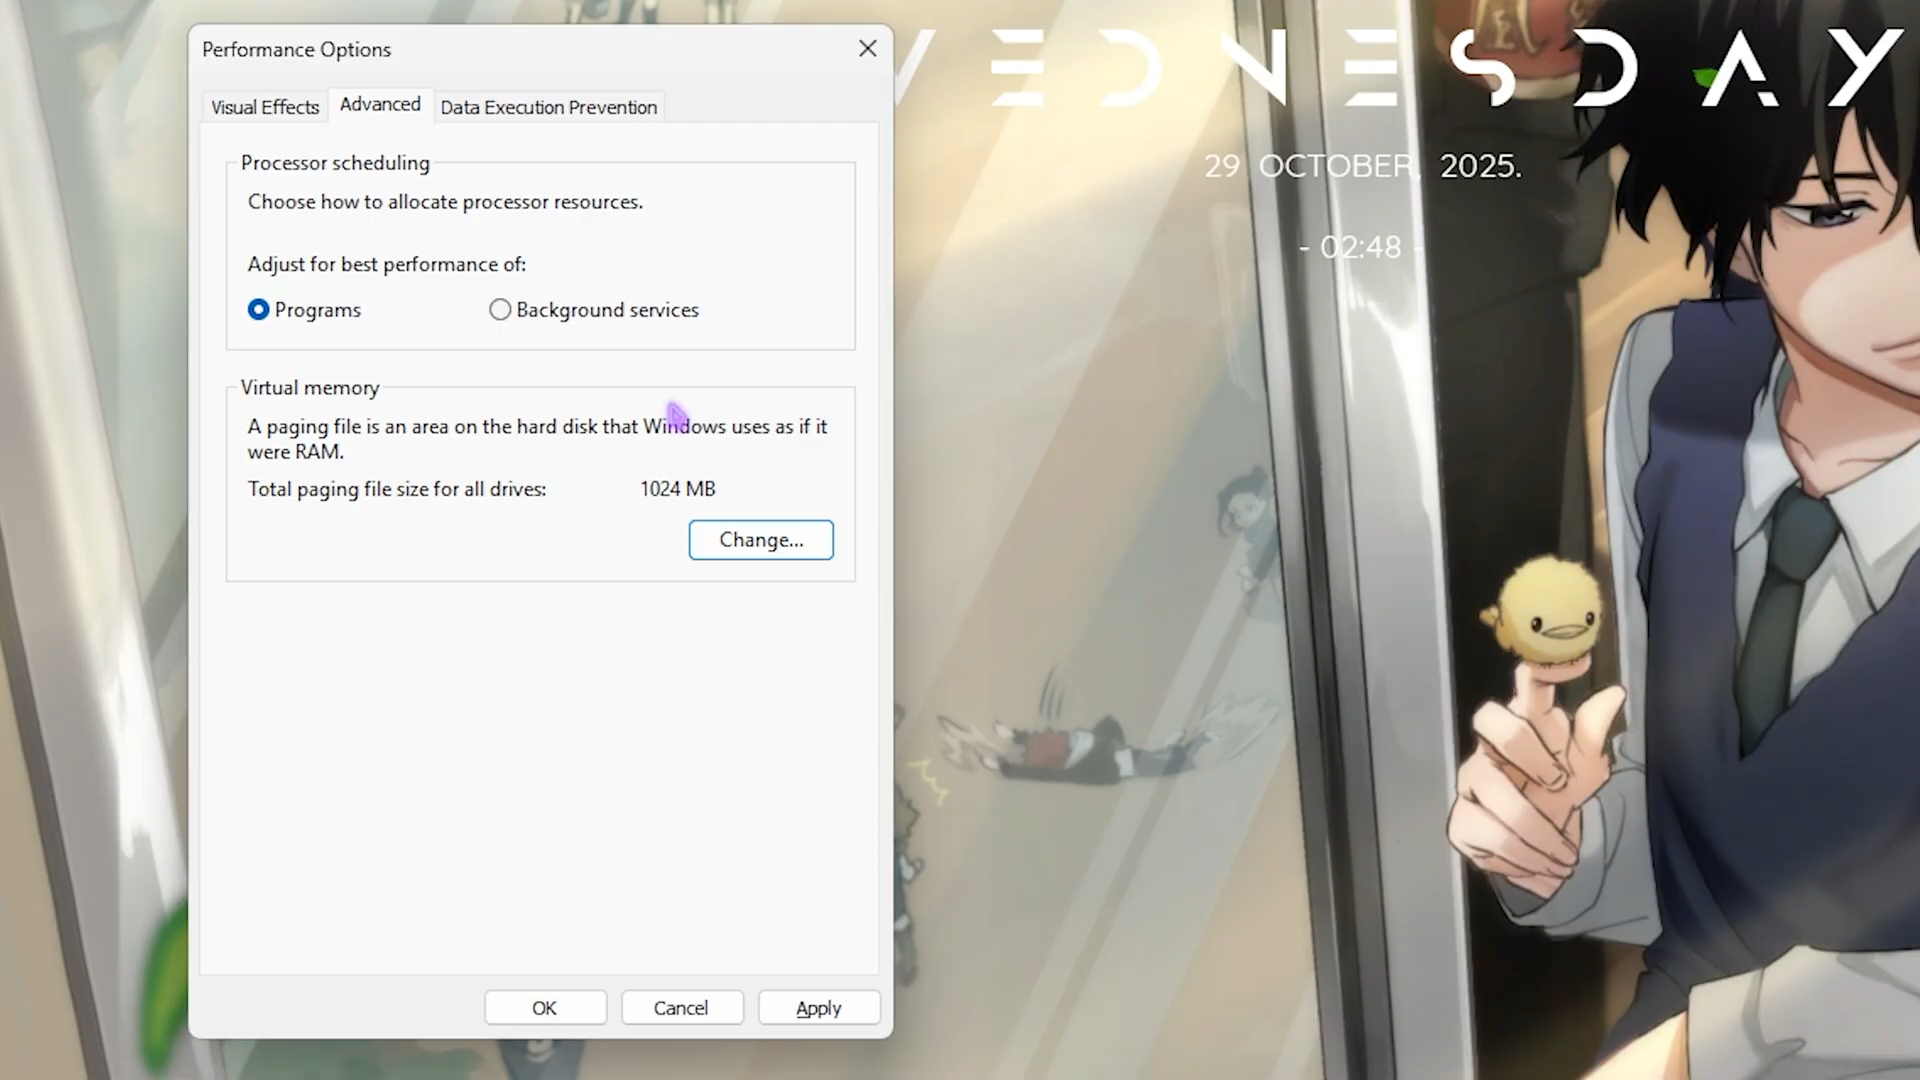 Performance Options
Visual Effects
Advanced
Data Execution Prevention
Processor scheduling
Choose how to allocate processor resources.
Adjust for best performance of:
Programs
Background services
Virtual memory
A paging file is an area on the hard disk that Windows uses as if it
were RAM.
Total paging file size for all drives:
1024 MB
Change...
OK
Cancel
Apply
EDNESDAY
29 OCTOBER, 2025.
- 02:48 -